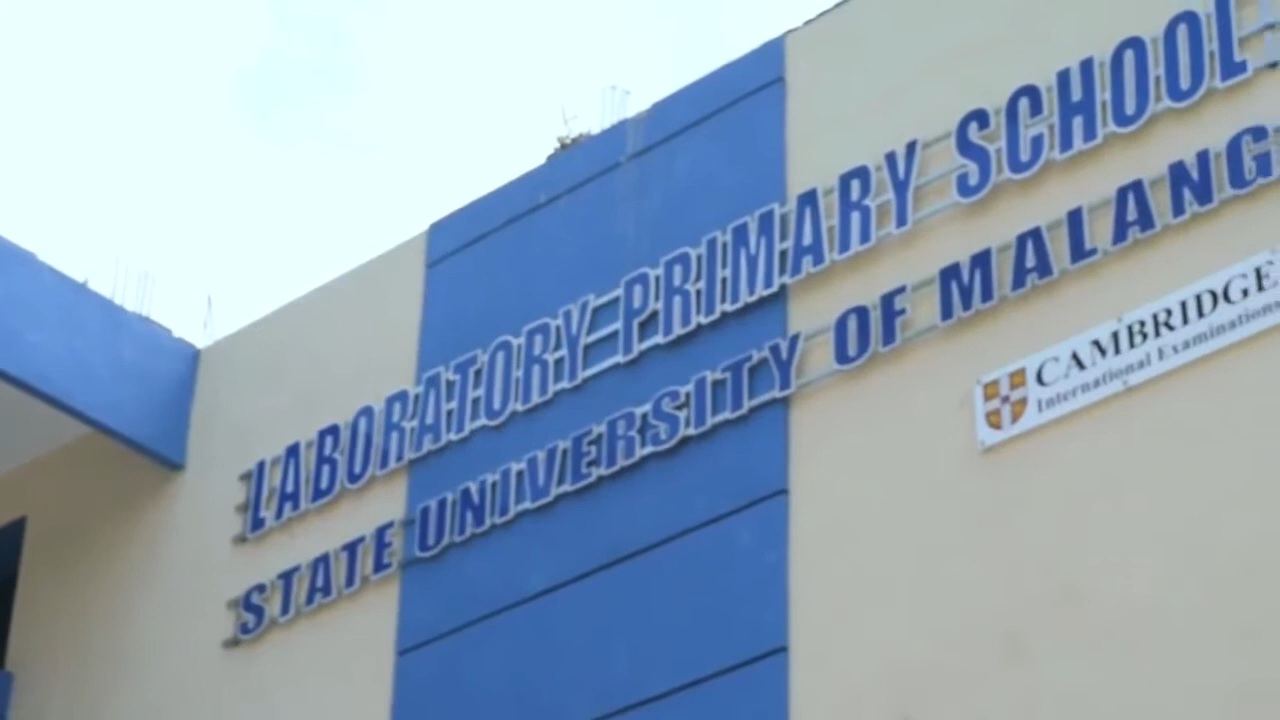 LABORATORY PRIMARY SCHOOL
STATE UNIVERSITY OF MALANG
CAMBRIDGE
International Examinations